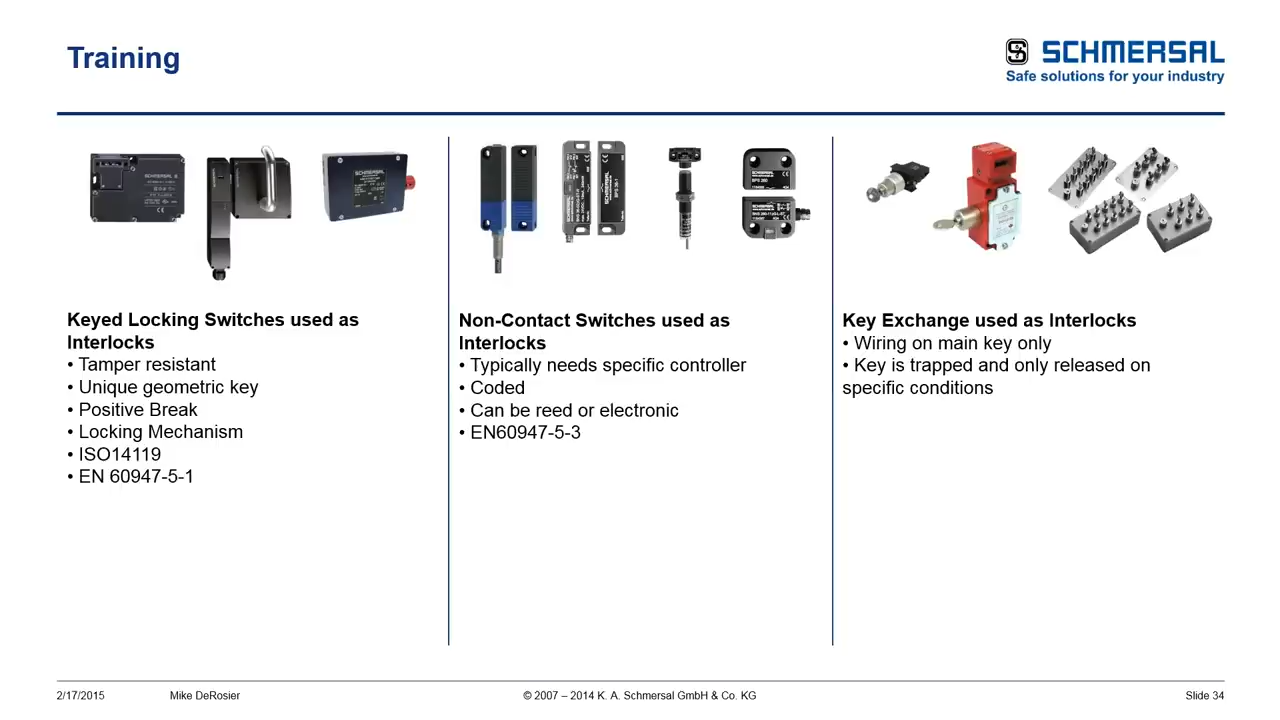 Training
SCHMERSAL
Safe solutions for your industry
SCHMERSAL
SCHMERSAL
Keyed Locking Switches used as
Interlocks
• Tamper resistant
• Unique geometric key
• Positive Break
• Locking Mechanism
• ISO14119
• EN 60947-5-1
Non-Contact Switches used as
Interlocks
• Typically needs specific controller
• Coded
• Can be reed or electronic
• EN60947-5-3
Key Exchange used as Interlocks
• Wiring on main key only
• Key is trapped and only released on
specific conditions
2/17/2015
Mike DeRosier
© 2007 – 2014 K. A. Schmersal GmbH & Co. KG
Slide 34